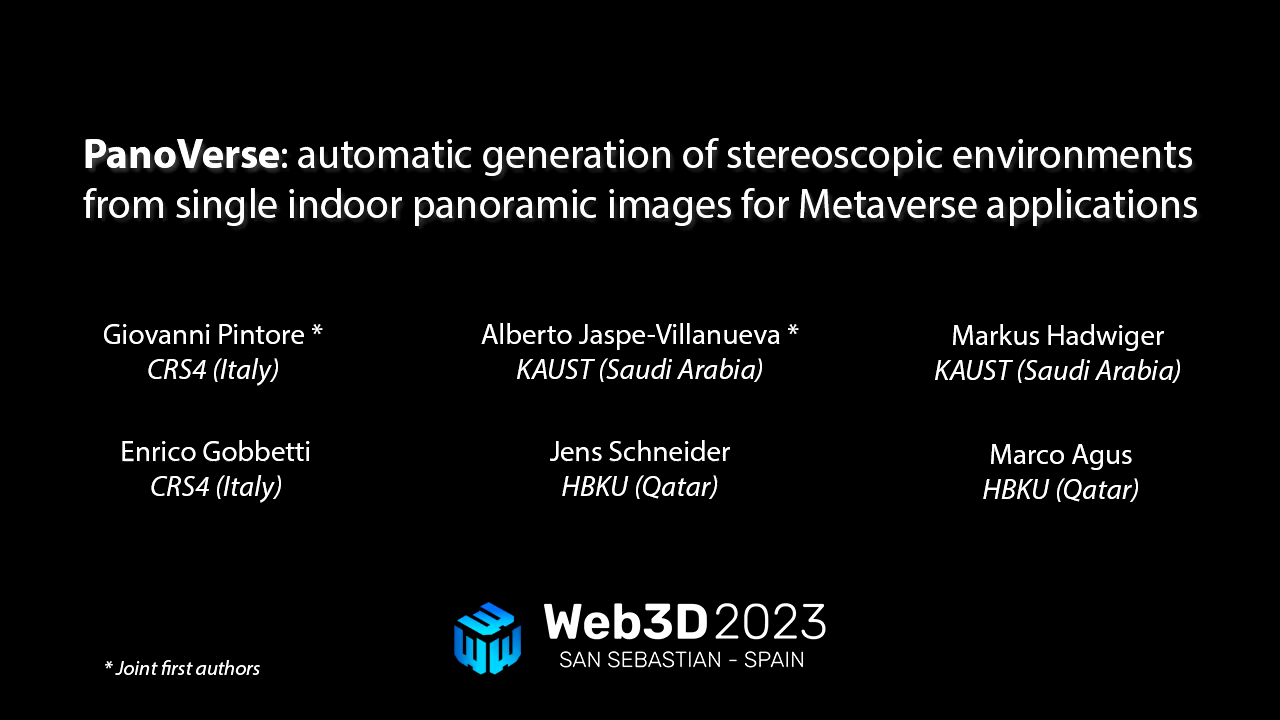 PanoVerse: automatic generation of stereoscopic environments
from single indoor panoramic images for Metaverse applications
Giovanni Pintore *
CRS4 (Italy)
Alberto Jaspe-Villanueva *
KAUST (Saudi Arabia)
Markus Hadwiger
KAUST (Saudi Arabia)
Enrico Gobbetti
CRS4 (Italy)
Jens Schneider
HBKU (Qatar)
Marco Agus
HBKU (Qatar)
Web3D 2023
SAN SEBASTIAN - SPAIN
* Joint first authors